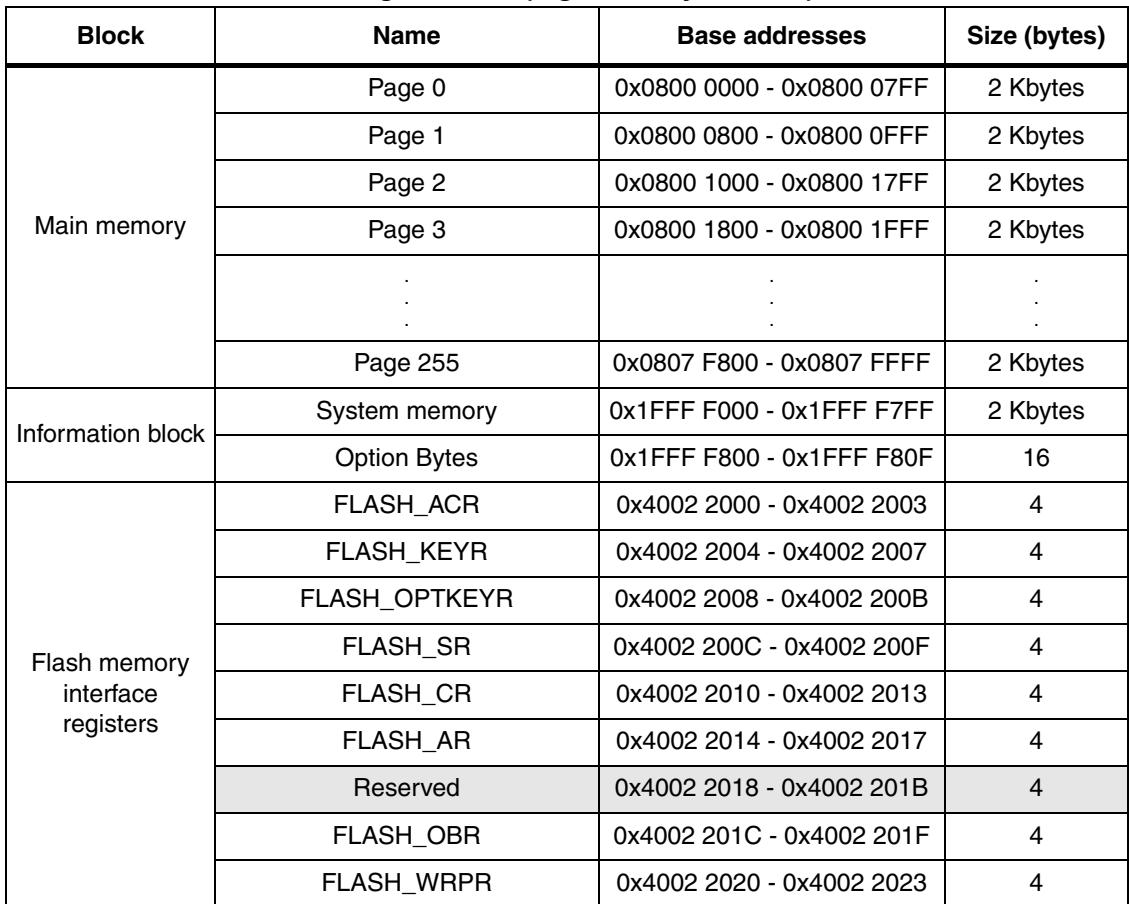 Block Name Base addresses Size (bytes)
Main memory
Page 0 0x0800 0000 - 0x0800 07FF 2 Kbytes
Page 1 0x0800 0800 - 0x0800 0FFF 2 Kbytes
Page 2 0x0800 1000 - 0x0800 17FF 2 Kbytes
Page 3 0x0800 1800 - 0x0800 1FFF 2 Kbytes
. . .
. . .
. . .
Page 255 0x0807 F800 - 0x0807 FFFF 2 Kbytes
Information block
System memory 0x1FFF F000 - 0x1FFF F7FF 2 Kbytes
Option Bytes 0x1FFF F800 - 0x1FFF F80F 16
Flash memory
interface
registers
FLASH_ACR 0x4002 2000 - 0x4002 2003 4
FLASH_KEYR 0x4002 2004 - 0x4002 2007 4
FLASH_OPTKEYR 0x4002 2008 - 0x4002 200B 4
FLASH_SR 0x4002 200C - 0x4002 200F 4
FLASH_CR 0x4002 2010 - 0x4002 2013 4
FLASH_AR 0x4002 2014 - 0x4002 2017 4
Reserved 0x4002 2018 - 0x4002 201B 4
FLASH_OBR 0x4002 201C - 0x4002 201F 4
FLASH_WRPR 0x4002 2020 - 0x4002 2023 4